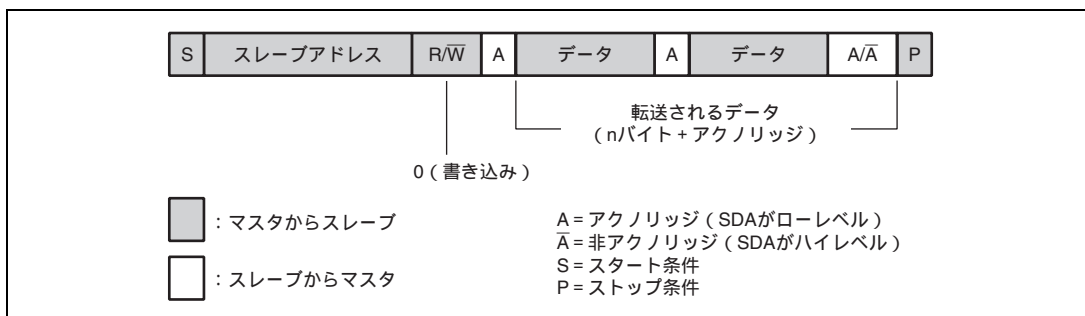 S スレーブアドレス R/W̅ A データ A データ A/A̅ P
転送されるデータ
(nバイト+アクノリッジ)
0(書き込み)
:マスタからスレーブ
:スレーブからマスタ
A=アクノリッジ(SDAがローレベル)
A̅=非アクノリッジ(SDAがハイレベル)
S=スタート条件
P=ストップ条件